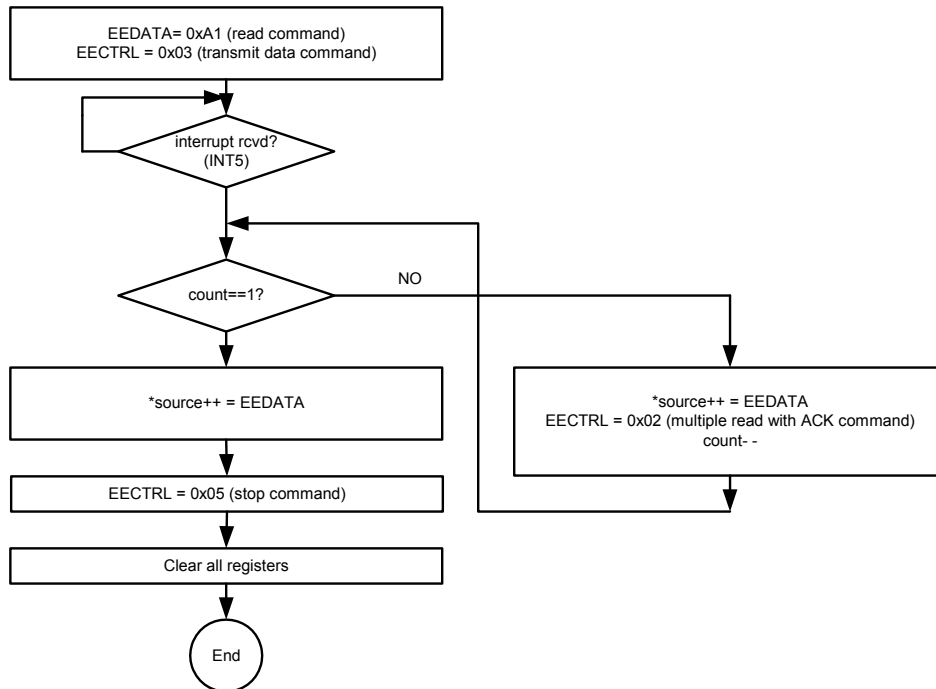 EEDATA= 0xA1 (read command)
EECTRL = 0x03 (transmit data command)
interrupt rcvd?
(INT5)
count==1?
NO
*source++ = EEDATA
*source++ = EEDATA
EECTRL = 0x02 (multiple read with ACK command)
count- -
EECTRL = 0x05 (stop command)
Clear all registers
End